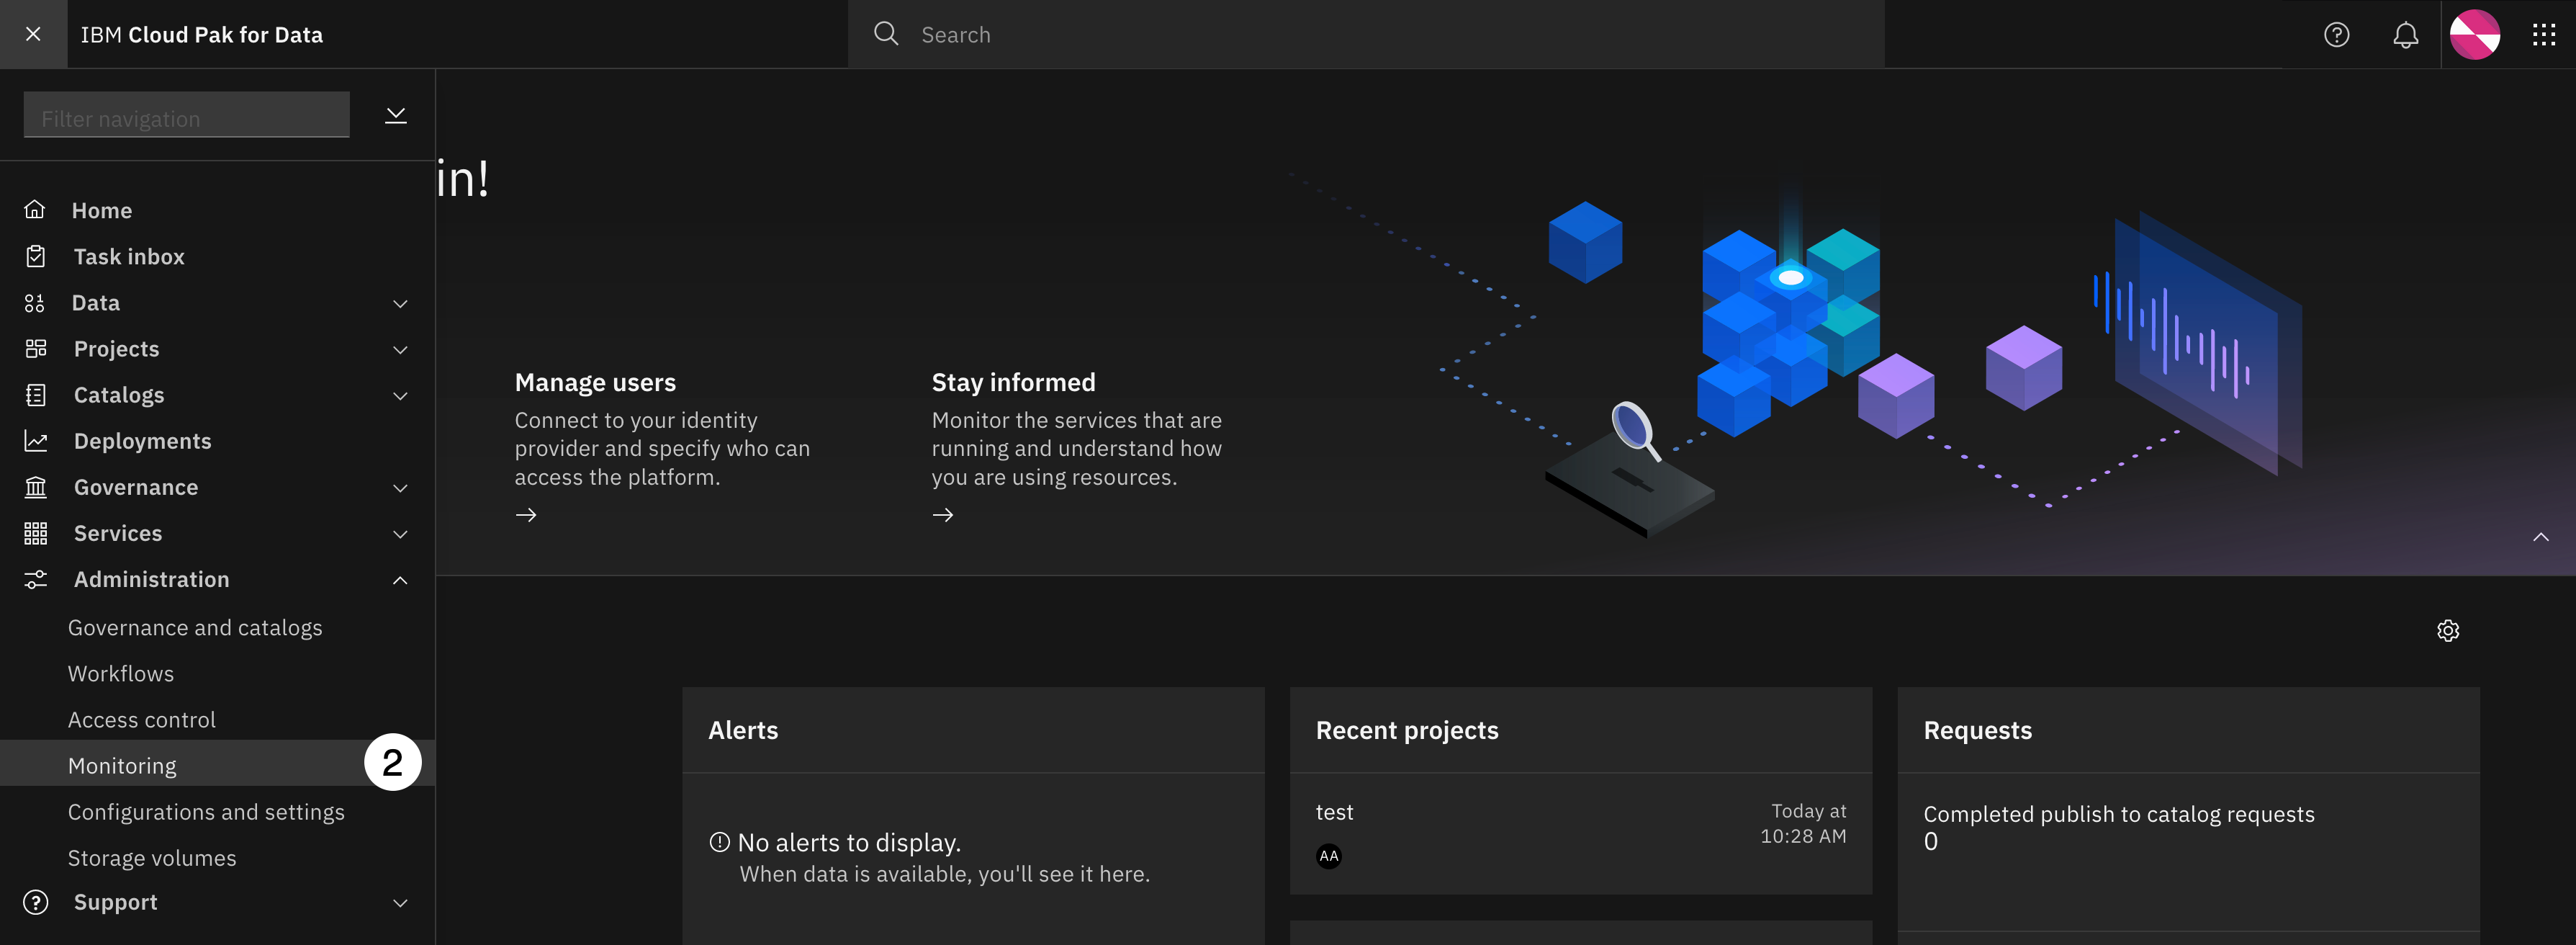 IBM Cloud Pak for Data
Search
Filter navigation
in!
Home
Task inbox
Data
Projects
Catalogs
Deployments
Governance
Services
Administration
Governance and catalogs
Workflows
Access control
Monitoring
2
Configurations and settings
Storage volumes
Support
Manage users
Connect to your identity
provider and specify who can
access the platform.
Stay informed
Monitor the services that are
running and understand how
you are using resources.
Alerts
No alerts to display.
When data is available, you'll see it here.
Recent projects
test
Today at
10:28 AM
AA
Requests
Completed publish to catalog requests
0